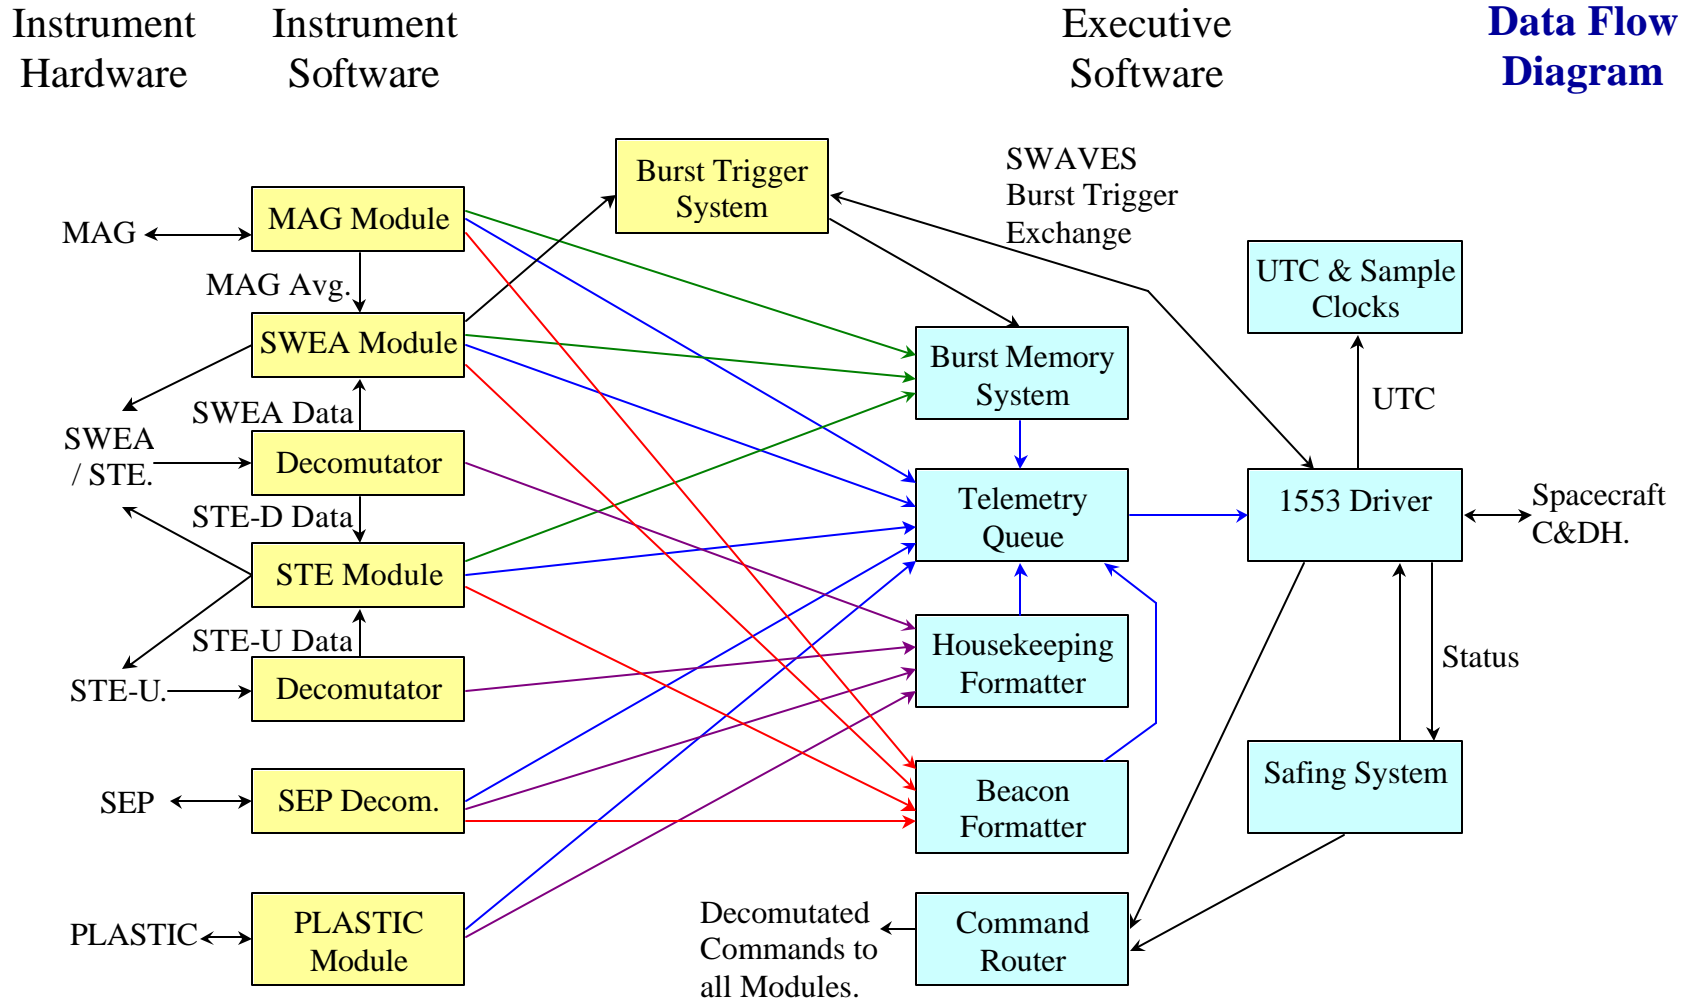 Instrument
Hardware
Instrument
Software
Executive
Software
Data Flow
Diagram
Burst Trigger
System
SWAVES
Burst Trigger
Exchange
MAG
MAG Module
MAG Avg.
UTC & Sample
Clocks
SWEA Module
Burst Memory
System
UTC
SWEA Data
SWEA
/ STE.
Decomutator
STE-D Data
Telemetry
Queue
1553 Driver
Spacecraft
C&DH.
STE Module
STE-U Data
Housekeeping
Formatter
Status
STE-U.
Decomutator
SEP
SEP Decom.
Beacon
Formatter
Safing System
PLASTIC
PLASTIC
Module
Decomutated
Commands to
all Modules.
Command
Router